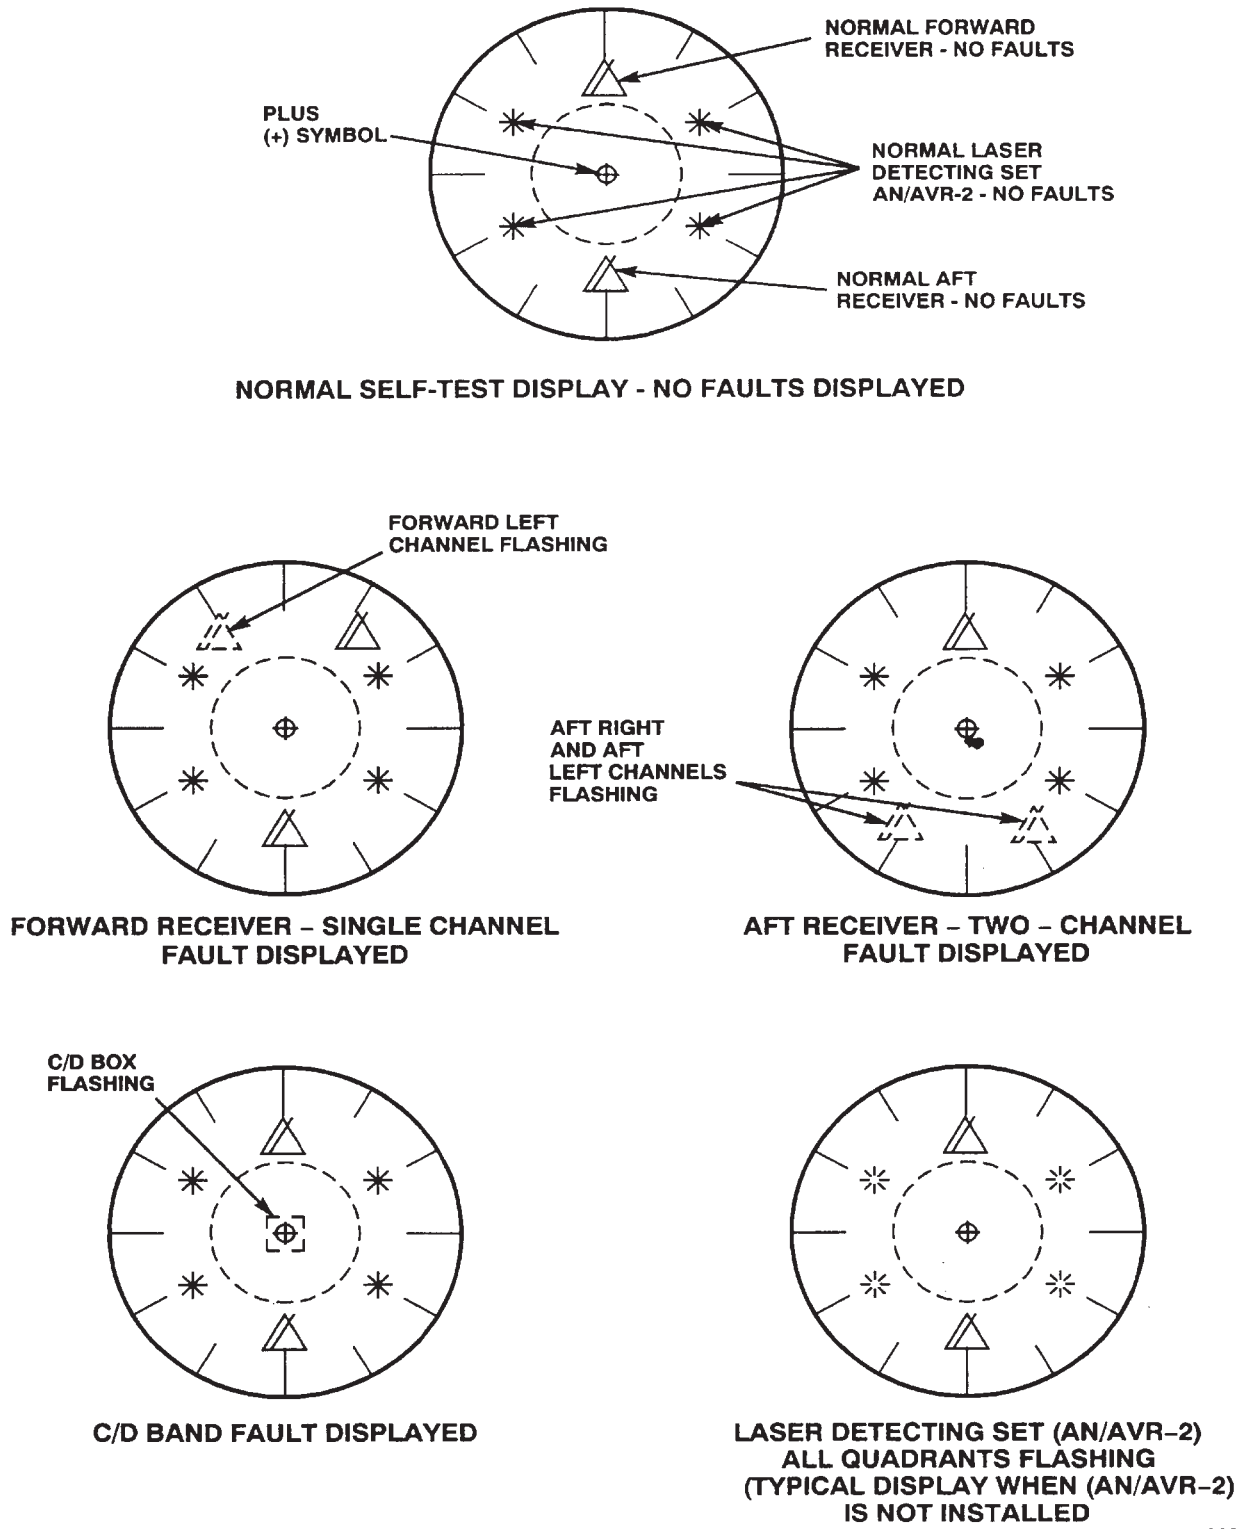 NORMAL FORWARD
RECEIVER - NO FAULTS
PLUS
(+) SYMBOL
NORMAL LASER
DETECTING SET
AN/AVR-2 - NO FAULTS
NORMAL AFT
RECEIVER - NO FAULTS
NORMAL SELF-TEST DISPLAY - NO FAULTS DISPLAYED
FORWARD LEFT
CHANNEL FLASHING
AFT RIGHT
AND AFT
LEFT CHANNELS
FLASHING
FORWARD RECEIVER – SINGLE CHANNEL
FAULT DISPLAYED
AFT RECEIVER – TWO – CHANNEL
FAULT DISPLAYED
C/D BOX
FLASHING
C/D BAND FAULT DISPLAYED
LASER DETECTING SET (AN/AVR–2)
ALL QUADRANTS FLASHING
(TYPICAL DISPLAY WHEN (AN/AVR–2)
IS NOT INSTALLED